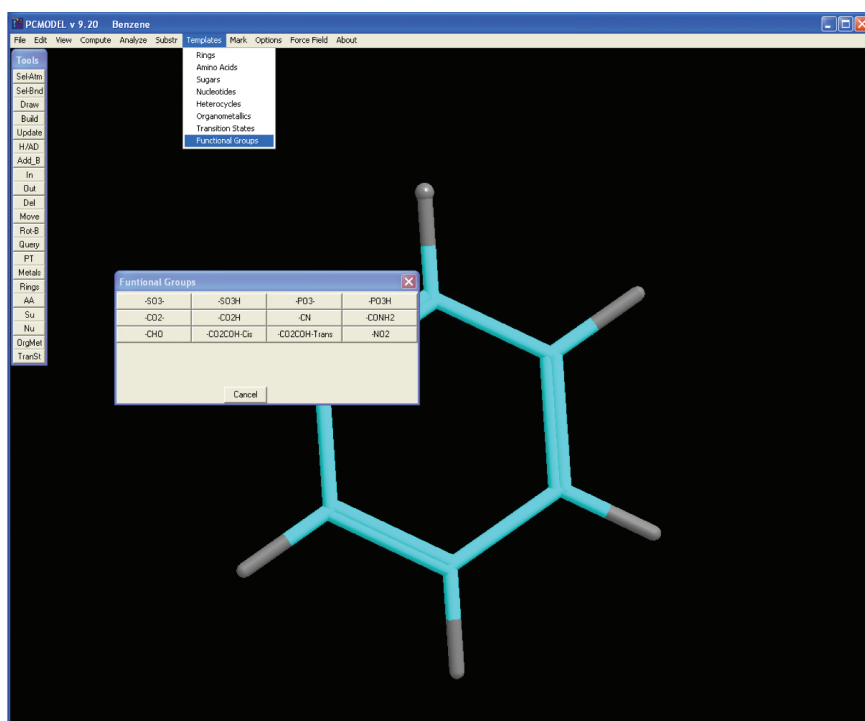 PCMODEL v 9.20 Benzene
File Edit View Compute Analyze Substr Templates Mark Options Force Field About
Rings
Amino Acids
Sugars
Nucleotides
Heterocycles
Organometallics
Transition States
Functional Groups
Tools
Sel-Atm
Sel-Bnd
Draw
Build
Update
H/AD
Add_B
In
Out
Del
Move
Rot-B
Query
PT
Metals
Rings
AA
Su
Nu
OrgMet
TranSt
Funtional Groups
-SO3- -SO3H -PO3- -PO3H
-CO2- -CO2H -CN -CONH2
-CHO -CO2COH-Cis -CO2COH-Trans -NO2
Cancel